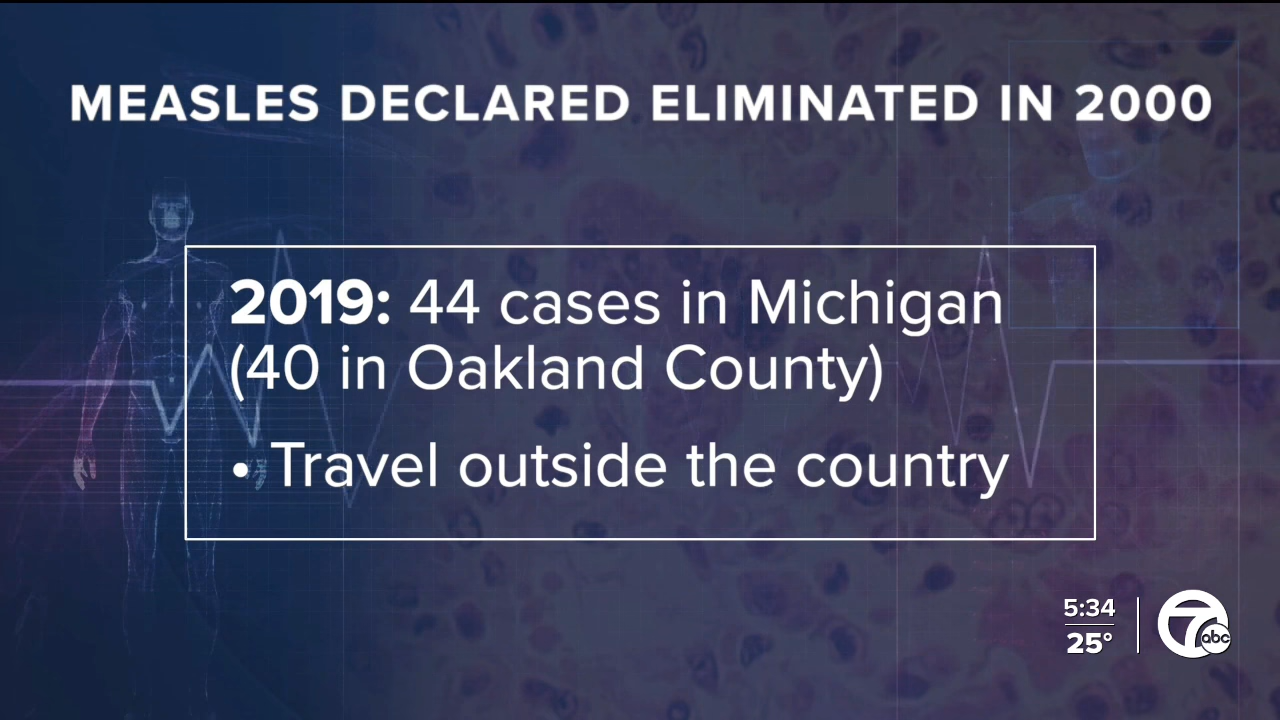 MEASLES DECLARED ELIMINATED IN 2000
2019: 44 cases in Michigan
(40 in Oakland County)
• Travel outside the country
5:34
25°
7 abc